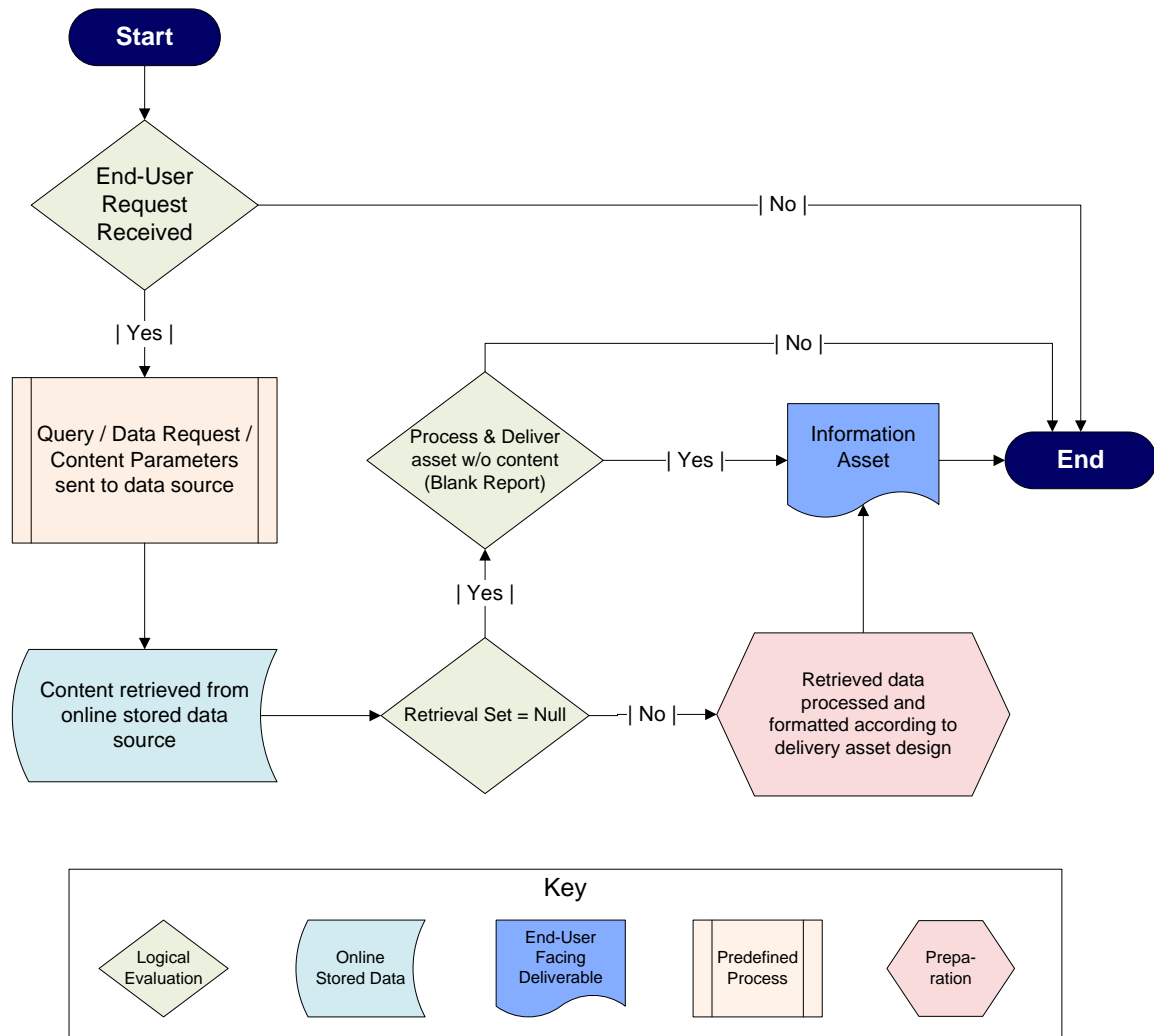 Start
End-User
Request
Received
| No |
| Yes |
Query / Data Request /
Content Parameters
sent to data source
| No |
Process & Deliver
asset w/o content
(Blank Report)
| Yes |
Information
Asset
End
| Yes |
Content retrieved from
online stored data
source
Retrieval Set = Null
| No |
Retrieved data
processed and
formatted according to
delivery asset design
Key
Logical
Evaluation
Online
Stored Data
End-User
Facing
Deliverable
Predefined
Process
Prepa-
ration